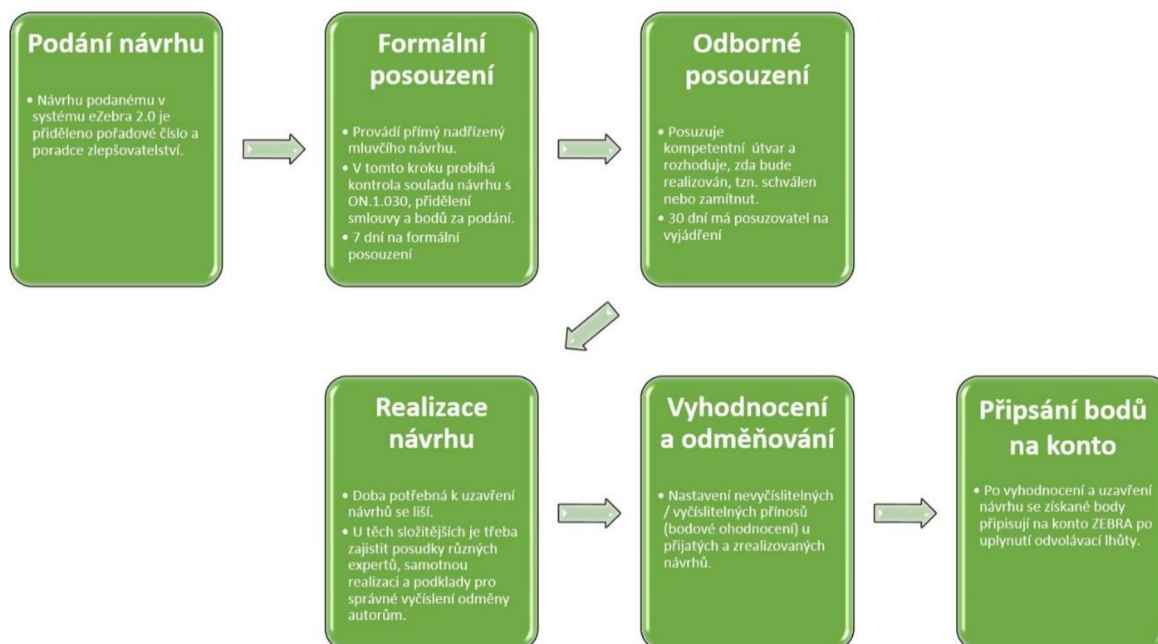 Podání návrhu
• Návrhu podanému v
systému eZebra 2.0 je
přiděleno pořadové číslo a
poradce zlepšovatelství.
Formální
posouzení
• Provádí přímý nadřízený
mluvčího návrhu.
• V tomto kroku probíhá
kontrola souladu návrhu s
ON.1.030, přidělení
smlouvy a bodů za podání.
• 7 dní na formální
posouzení
Odborné
posouzení
• Posuzuje
kompetentní útvar a
rozhoduje, zda bude
realizován, tzn. schválen
nebo zamítnut.
• 30 dní má posuzovatel na
vyjádření
Realizace
návrhu
• Doba potřebná k uzavření
návrhů se liší.
• U těch složitějších je třeba
zajistit posudky různých
expertů, samotnou
realizaci a podklady pro
správné vyčíslení odměny
autorům.
Vyhodnocení
a odměňování
• Nastavení nevyčíslitelných
/ vyčíslitelných přínosů
(bodové ohodnocení) u
přijatých a zrealizovaných
návrhů.
Připsání bodů
na konto
• Po vyhodnocení a uzavření
návrhu se získané body
připisují na konto ZEBRA po
uplynutí odvolávací lhůty.